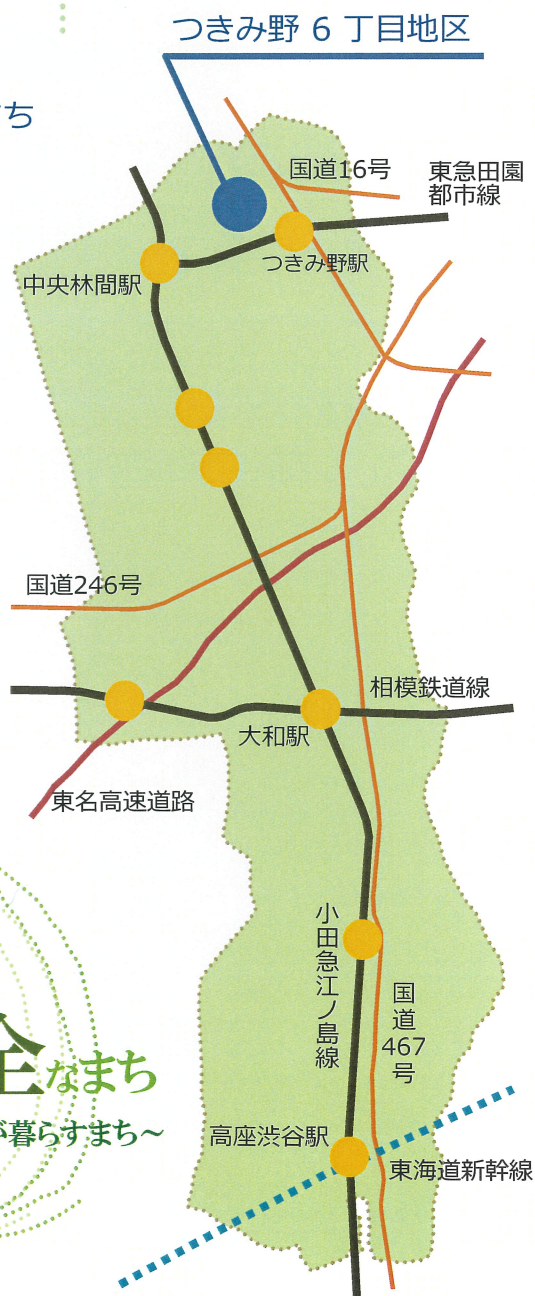 つきみ野 6 丁目地区
ち
国道16号
東急田園
都市線
つきみ野駅
中央林間駅
国道246号
相模鉄道線
大和駅
東名高速道路
小田急江ノ島線
国道467号
全なまち
が暮らすまち～
高座渋谷駅
東海道新幹線